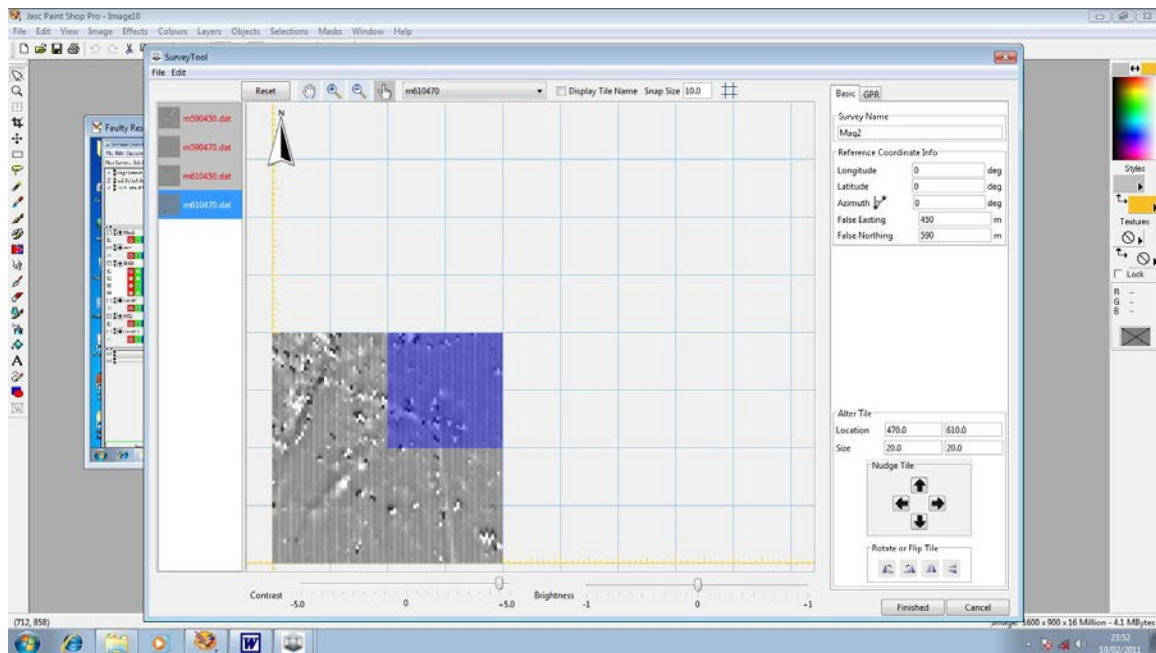 Jasc Paint Shop Pro - Image10
File Edit View Image Effects Colours Layers Objects Selections Masks Window Help
SurveyTool
File Edit
Reset m610470 Display Tile Name Snap Size 10.0
m590450.dat
m590470.dat
m610450.dat
m610470.dat
N
Basic GPR
Survey Name
Mag2
Reference Coordinate Info
Longitude 0 deg
Latitude 0 deg
Azimuth 0 deg
False Easting 450 m
False Northing 590 m
Alter Tile
Location 470.0 610.0
Size 20.0 20.0
Nudge Tile
Rotate or Flip Tile
Contrast -5.0 0 +5.0 Brightness -1 0 +1
Finished Cancel
Faulty Res
Styles
Textures
Lock
R: --
G: --
B: --
(712, 858)
Image: 1600 x 900 x 16 Million - 4.1 MBytes
23:52
19/02/2011